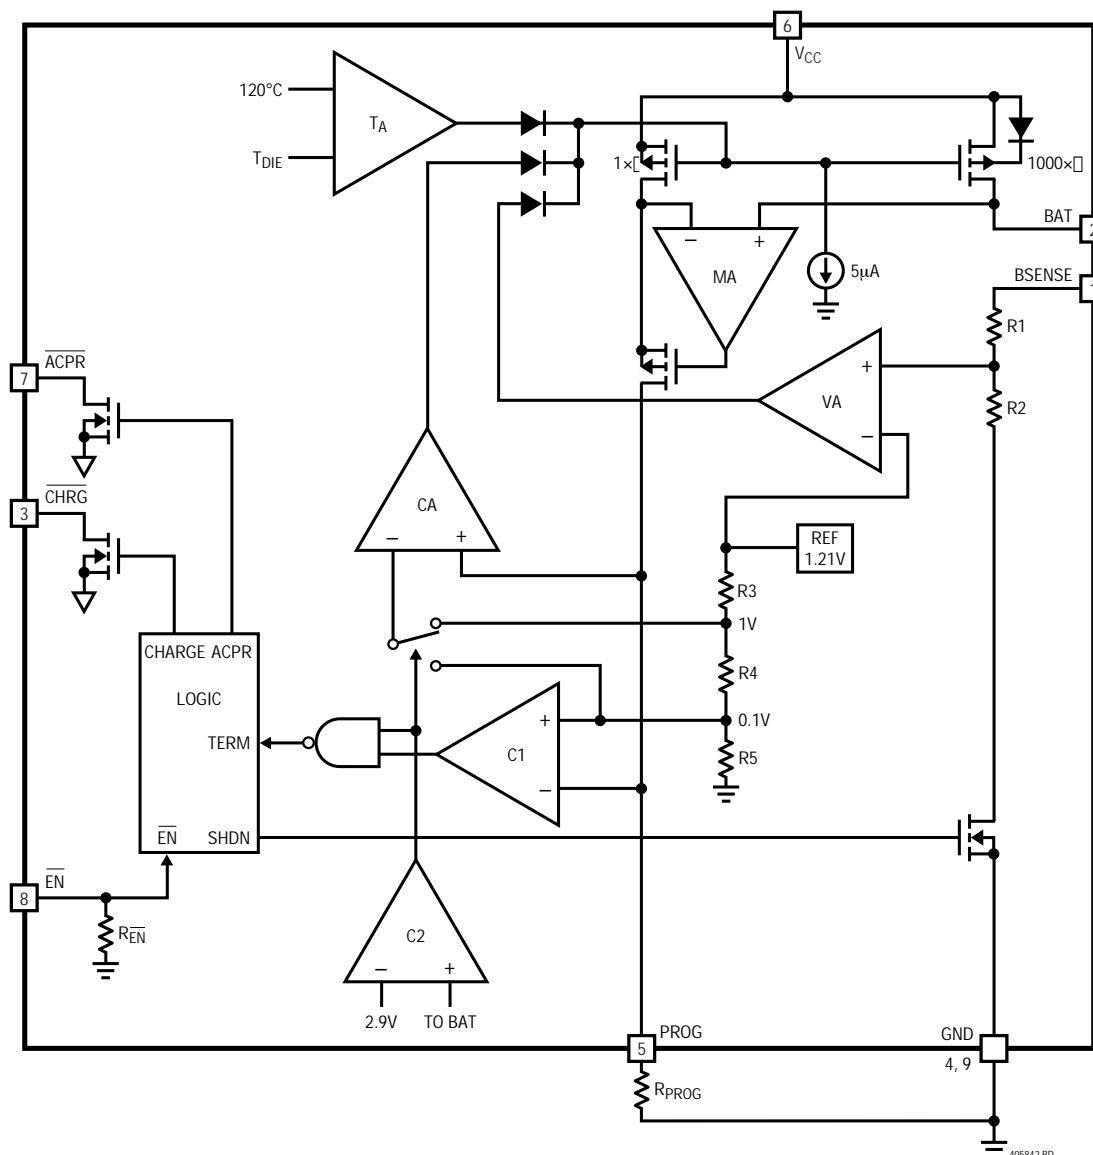 6
VCC
120°C
TA
TDIE
1×
1000×
BAT
2
– +
MA
5µA
BSENSE
1
R1
ACPR
7
+
VA
–
R2
CHRG
3
CA
– +
REF
1.21V
R3
1V
CHARGE ACPR
LOGIC
R4
TERM
+
C1
–
0.1V
R5
EN SHDN
EN
8
REN
C2
– +
2.9V TO BAT
PROG
5
GND
4, 9
RPROG
405842 BD